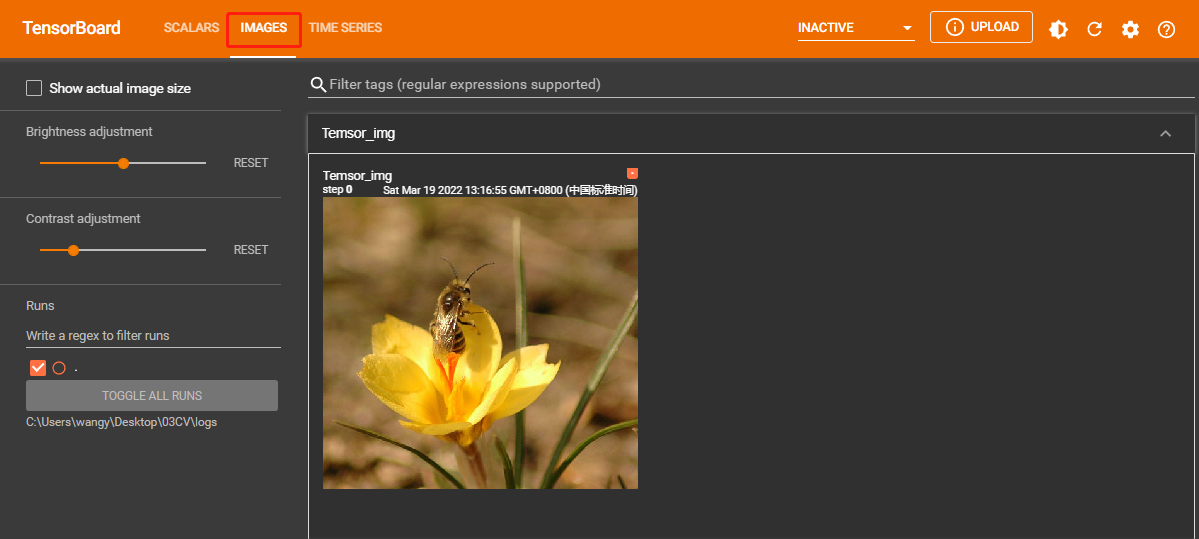 TensorBoard SCALARS IMAGES TIME SERIES INACTIVE UPLOAD
Show actual image size
Filter tags (regular expressions supported)
Brightness adjustment
RESET
Contrast adjustment
RESET
Runs
Write a regex to filter runs
.
TOGGLE ALL RUNS
C:\Users\wangy\Desktop\03CV\logs
Temsor_img
Temsor_img
step 0 Sat Mar 19 2022 13:16:55 GMT+0800 (中国标准时间)